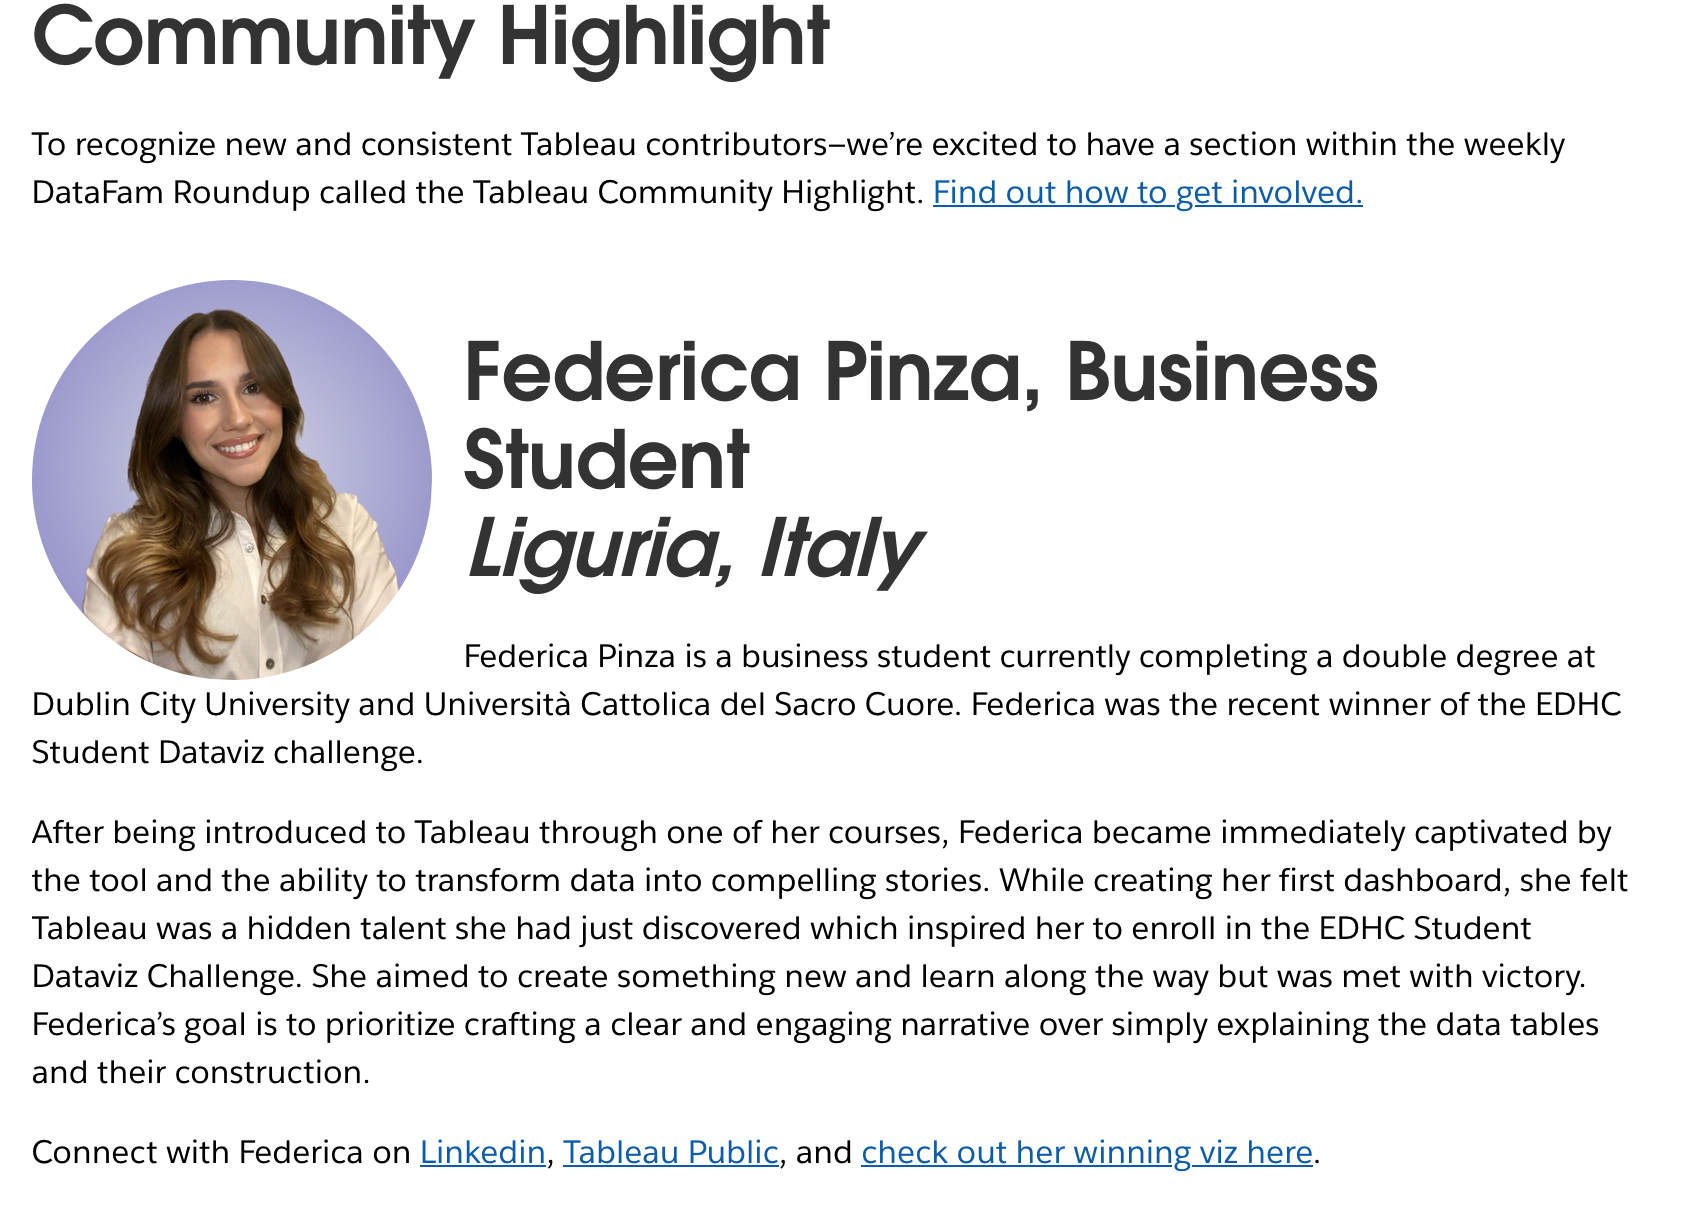 Community Highlight
To recognize new and consistent Tableau contributors—we’re excited to have a section within the weekly
DataFam Roundup called the Tableau Community Highlight. Find out how to get involved.
Federica Pinza, Business
Student
Liguria, Italy
Federica Pinza is a business student currently completing a double degree at
Dublin City University and Università Cattolica del Sacro Cuore. Federica was the recent winner of the EDHC
Student Dataviz challenge.
After being introduced to Tableau through one of her courses, Federica became immediately captivated by
the tool and the ability to transform data into compelling stories. While creating her first dashboard, she felt
Tableau was a hidden talent she had just discovered which inspired her to enroll in the EDHC Student
Dataviz Challenge. She aimed to create something new and learn along the way but was met with victory.
Federica’s goal is to prioritize crafting a clear and engaging narrative over simply explaining the data tables
and their construction.
Connect with Federica on Linkedin, Tableau Public, and check out her winning viz here.